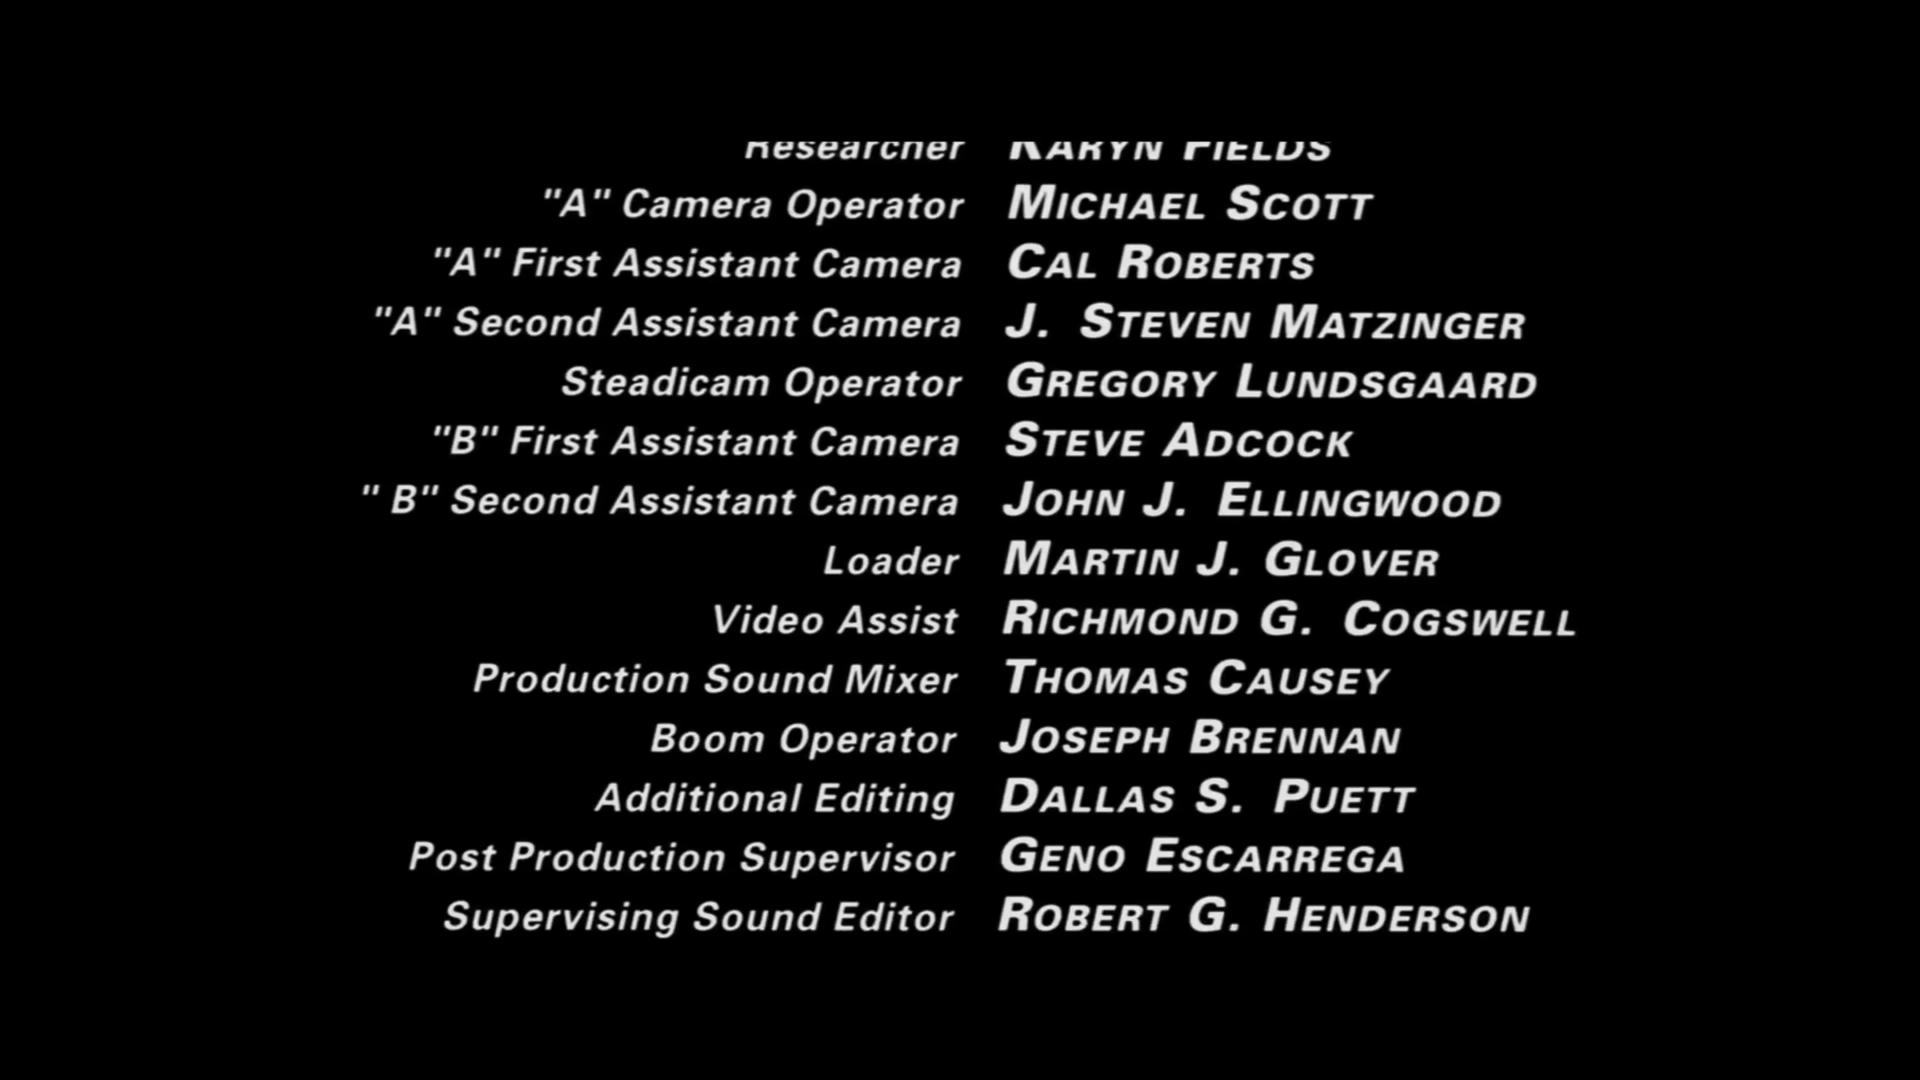 Researcher KARYN FIELDS
"A" Camera Operator MICHAEL SCOTT
"A" First Assistant Camera CAL ROBERTS
"A" Second Assistant Camera J. STEVEN MATZINGER
Steadicam Operator GREGORY LUNDSGAARD
"B" First Assistant Camera STEVE ADCOCK
" B" Second Assistant Camera JOHN J. ELLINGWOOD
Loader MARTIN J. GLOVER
Video Assist RICHMOND G. COGSWELL
Production Sound Mixer THOMAS CAUSEY
Boom Operator JOSEPH BRENNAN
Additional Editing DALLAS S. PUETT
Post Production Supervisor GENO ESCARREGA
Supervising Sound Editor ROBERT G. HENDERSON